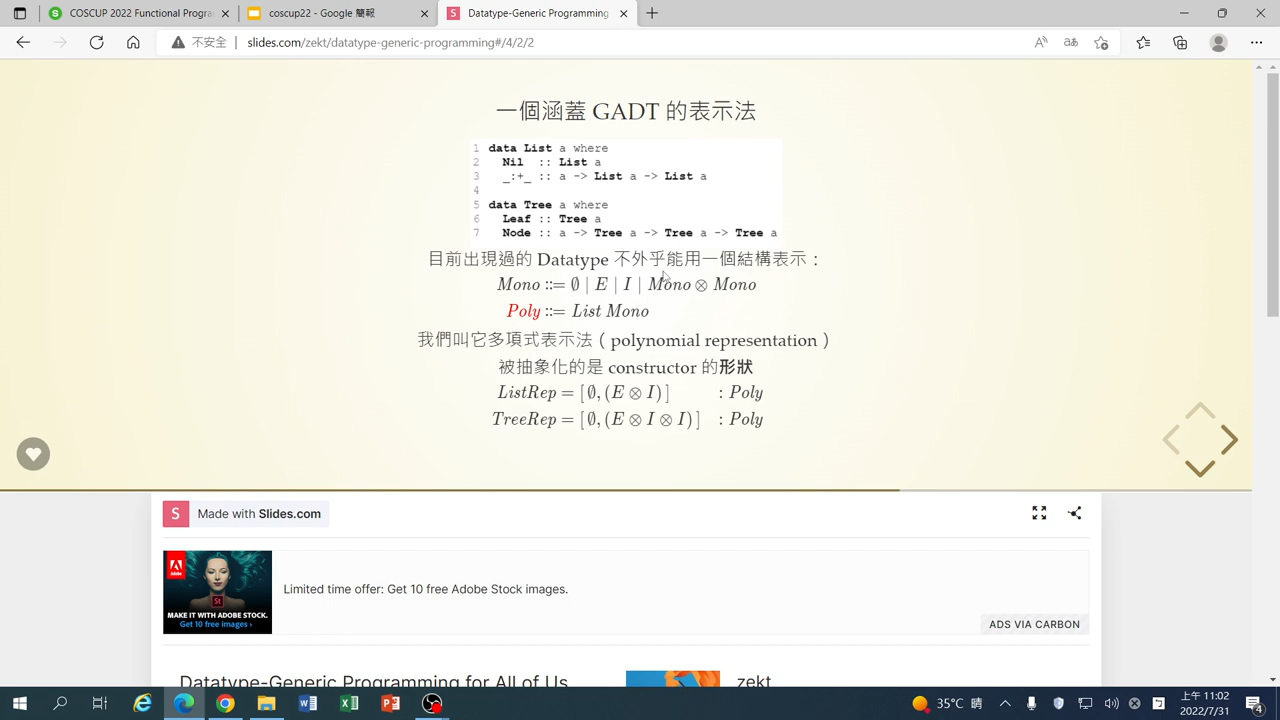 COSCUP 2022 Functional Progra
coscup22 - Google 簡報
Datatype-Generic Programming
不安全
slides.com/zekt/datatype-generic-programming#/4/2/2
一個涵蓋 GADT 的表示法
1 data List a where
2 Nil :: List a
3 _:+_ :: a -> List a -> List a
4
5 data Tree a where
6 Leaf :: Tree a
7 Node :: a -> Tree a -> Tree a -> Tree a
目前出現過的 Datatype 不外乎能用一個結構表示：
Mono ::= ∅ | E | I | Mono ⊗ Mono
Poly ::= List Mono
我們叫它多項式表示法（polynomial representation）
被抽象化的是 constructor 的形狀
ListRep = [ ∅, (E ⊗ I) ] : Poly
TreeRep = [ ∅, (E ⊗ I ⊗ I) ] : Poly
S Made with Slides.com
Limited time offer: Get 10 free Adobe Stock images.
MAKE IT WITH ADOBE STOCK.
Get 10 free images ›
ADS VIA CARBON
Datatype-Generic Programming for All of Us
zekt
35°C 晴
上午 11:02
2022/7/31
4